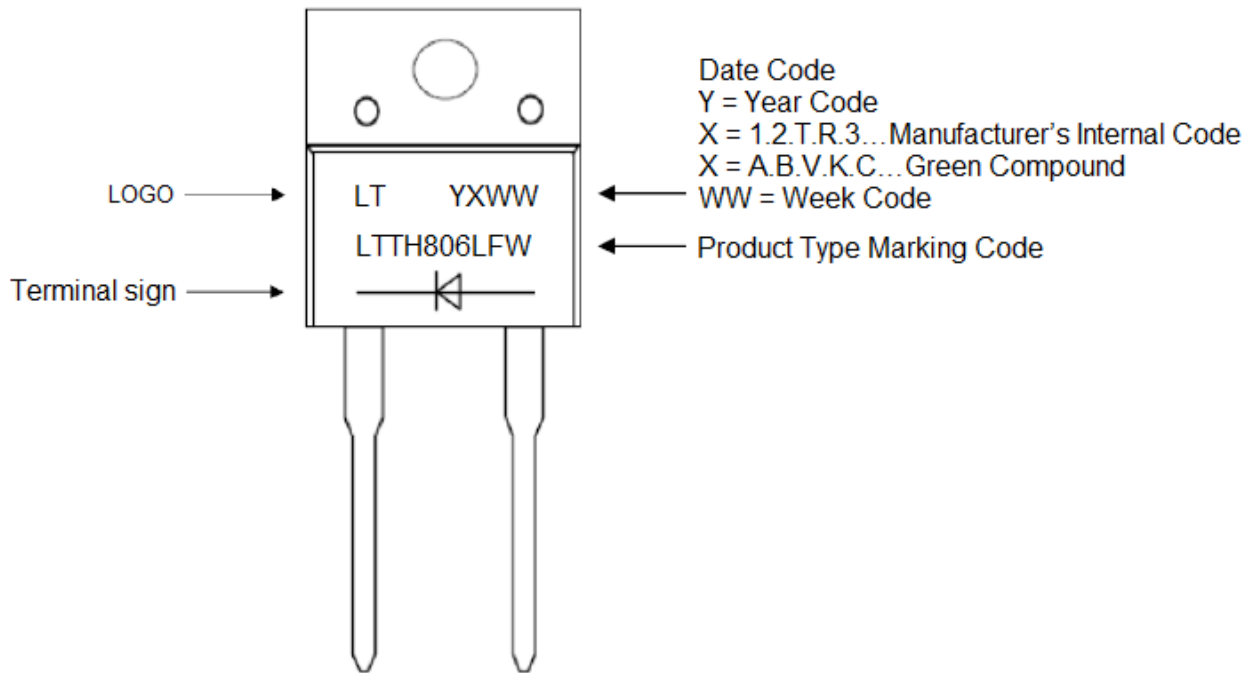 Date Code
Y = Year Code
X = 1.2.T.R.3...Manufacturer's Internal Code
X = A.B.V.K.C...Green Compound
LOGO LT YXWW WW = Week Code
LTTH806LFW Product Type Marking Code
Terminal sign